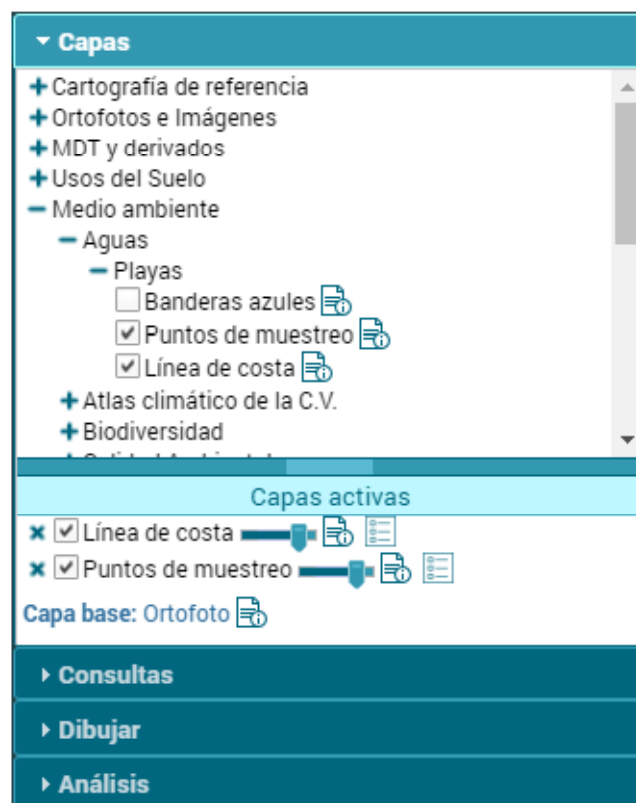 Capas
Cartografía de referencia
Ortofotos e Imágenes
MDT y derivados
Usos del Suelo
Medio ambiente
Aguas
Playas
Banderas azules
Puntos de muestreo
Línea de costa
Atlas climático de la C.V.
Biodiversidad
Capas activas
Línea de costa
Puntos de muestreo
Capa base: Ortofoto
Consultas
Dibujar
Análisis